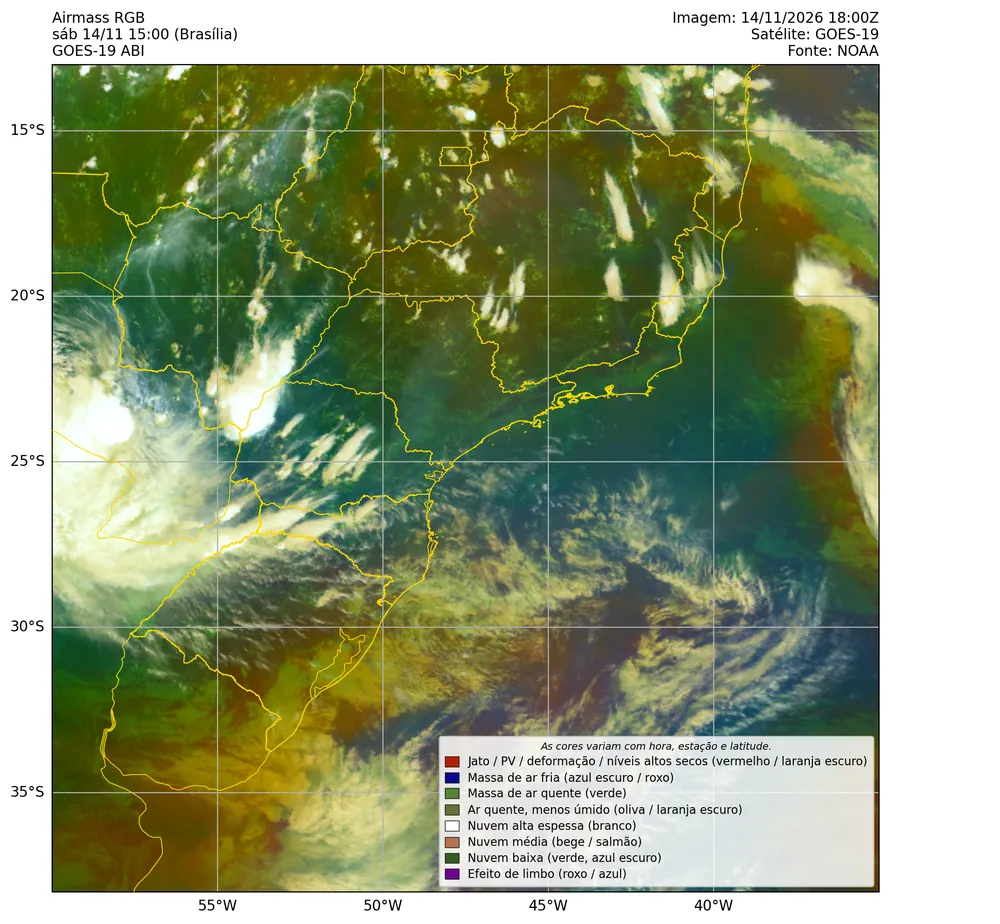 Airmass RGB
sáb 14/11 15:00 (Brasília)
GOES-19 ABI
Imagem: 14/11/2026 18:00Z
Satélite: GOES-19
Fonte: NOAA
15°S
20°S
25°S
30°S
35°S
As cores variam com hora, estação e latitude.
Jato / PV / deformação / níveis altos secos (vermelho / laranja escuro)
Massa de ar fria (azul escuro / roxo)
Massa de ar quente (verde)
Ar quente, menos úmido (oliva / laranja escuro)
Nuvem alta espessa (branco)
Nuvem média (bege / salmão)
Nuvem baixa (verde, azul escuro)
Efeito de limbo (roxo / azul)
55°W 50°W 45°W 40°W